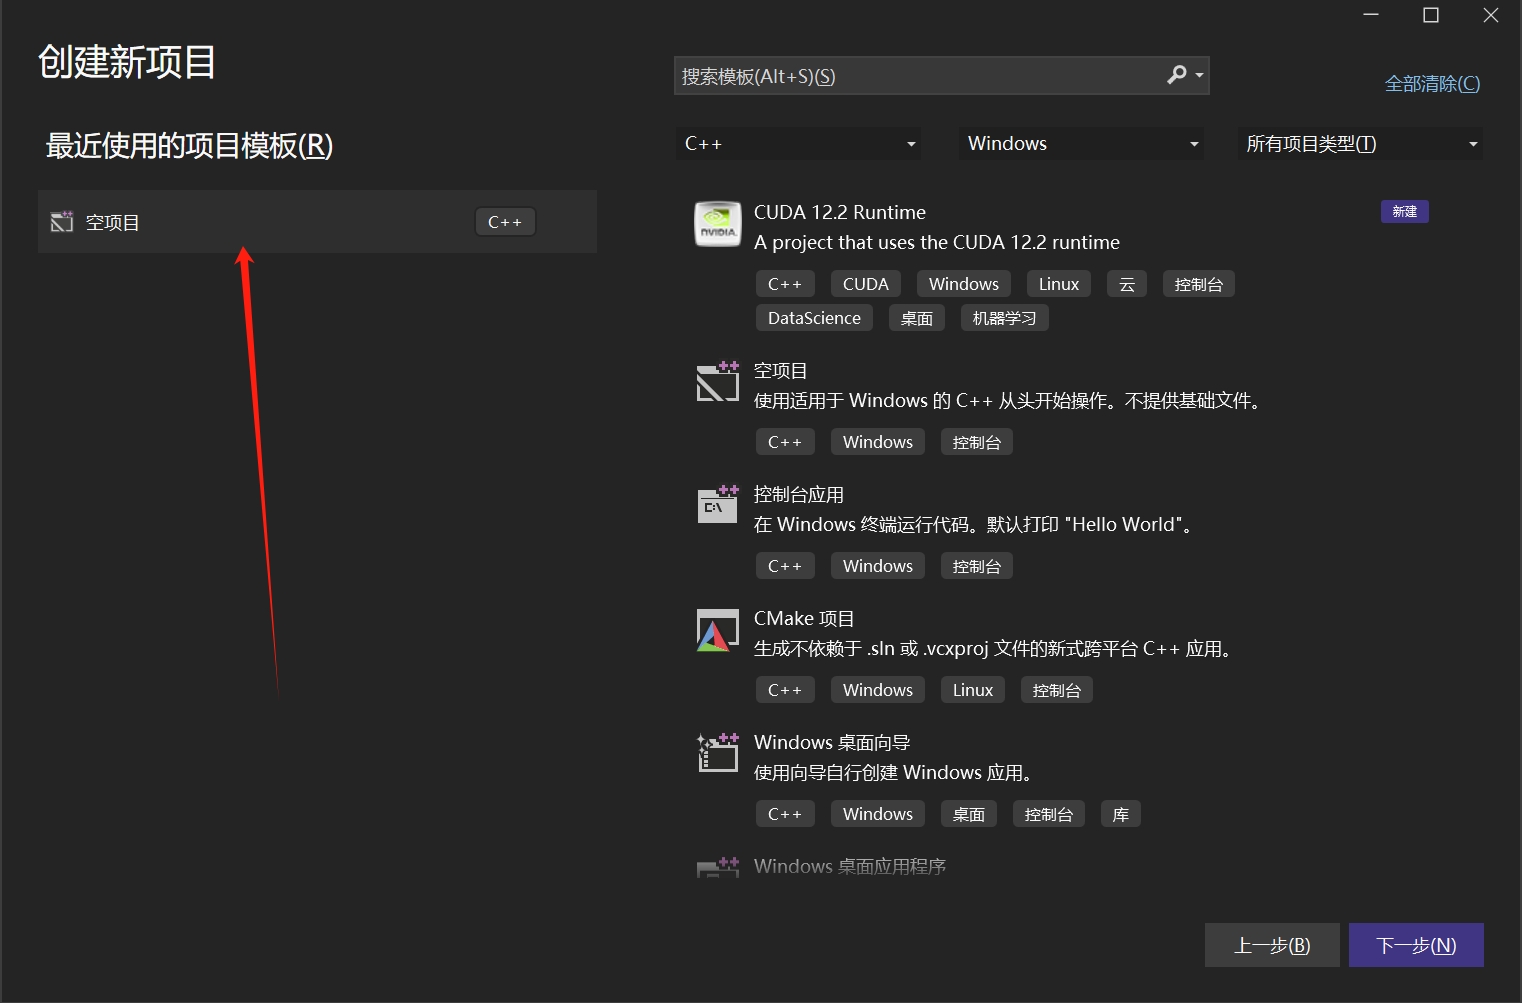 创建新项目
搜索模板(Alt+S)(S)
全部清除(C)
最近使用的项目模板(R)
C++
Windows
所有项目类型(T)
空项目
C++
CUDA 12.2 Runtime
新建
A project that uses the CUDA 12.2 runtime
NVIDIA.
C++ CUDA Windows Linux 云 控制台
DataScience 桌面 机器学习
空项目
使用适用于 Windows 的 C++ 从头开始操作。不提供基础文件。
C++ Windows 控制台
控制台应用
C:\
在 Windows 终端运行代码。默认打印 "Hello World"。
C++ Windows 控制台
CMake 项目
生成不依赖于 .sln 或 .vcxproj 文件的新式跨平台 C++ 应用。
C++ Windows Linux 控制台
Windows 桌面向导
使用向导自行创建 Windows 应用。
C++ Windows 桌面 控制台 库
Windows 桌面应用程序
上一步(B)
下一步(N)